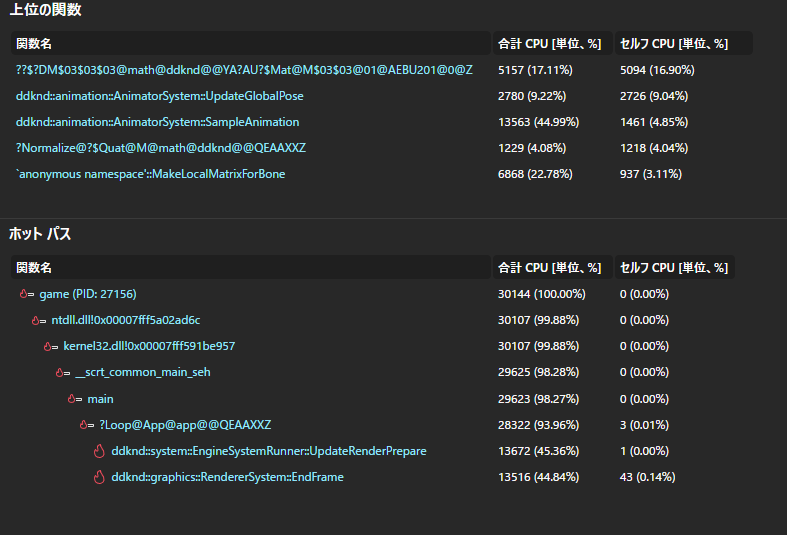 上位の関数
関数名 合計 CPU [単位、%] セルフ CPU [単位、%]
??$?DM$03$03$03@math@ddknd@@YA?AU?$Mat@M$03$03@01@AEBU201@0@Z 5157 (17.11%) 5094 (16.90%)
ddknd::animation::AnimatorSystem::UpdateGlobalPose 2780 (9.22%) 2726 (9.04%)
ddknd::animation::AnimatorSystem::SampleAnimation 13563 (44.99%) 1461 (4.85%)
?Normalize@?$Quat@M@math@ddknd@@QEAAXXZ 1229 (4.08%) 1218 (4.04%)
`anonymous namespace'::MakeLocalMatrixForBone 6868 (22.78%) 937 (3.11%)
ホット パス
関数名 合計 CPU [単位、%] セルフ CPU [単位、%]
game (PID: 27156) 30144 (100.00%) 0 (0.00%)
ntdll.dll!0x00007fff5a02ad6c 30107 (99.88%) 0 (0.00%)
kernel32.dll!0x00007fff591be957 30107 (99.88%) 0 (0.00%)
__scrt_common_main_seh 29625 (98.28%) 0 (0.00%)
main 29623 (98.27%) 0 (0.00%)
?Loop@App@app@@QEAAXXZ 28322 (93.96%) 3 (0.01%)
ddknd::system::EngineSystemRunner::UpdateRenderPrepare 13672 (45.36%) 1 (0.00%)
ddknd::graphics::RendererSystem::EndFrame 13516 (44.84%) 43 (0.14%)